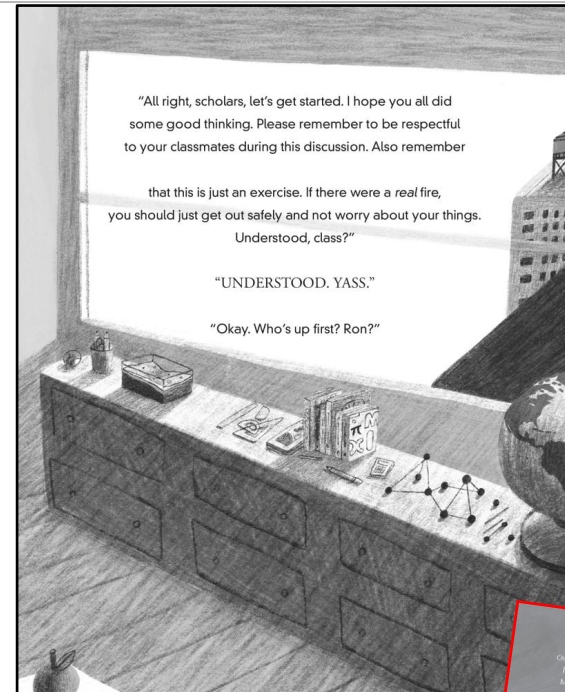 “All right, scholars, let’s get started. I hope you all did
some good thinking. Please remember to be respectful
to your classmates during this discussion. Also remember
that this is just an exercise. If there were a real fire,
you should just get out safely and not worry about your things.
Understood, class?”
“UNDERSTOOD. YASS.”
“Okay. Who’s up first? Ron?”
π